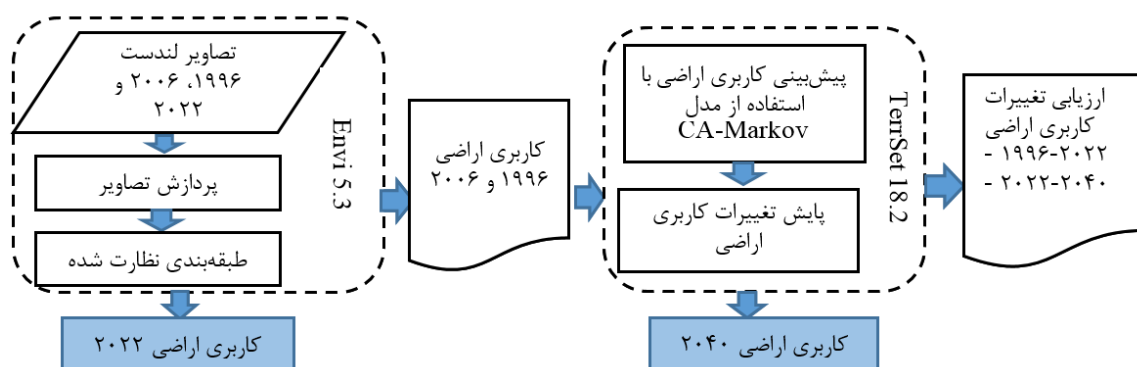 تصاویر لندست
۱۹۹۶، ۲۰۰۶ و
۲۰۲۲
پردازش تصاویر
طبقه‌بندی نظارت شده
Envi 5.3
کاربری اراضی ۲۰۲۲
کاربری اراضی
۱۹۹۶ و ۲۰۰۶
پیش‌بینی کاربری اراضی با
استفاده از مدل
CA-Markov
پایش تغییرات کاربری
اراضی
TerrSet 18.2
کاربری اراضی ۲۰۴۰
ارزیابی تغییرات
کاربری اراضی
- ۱۹۹۶-۲۰۲۲
- ۲۰۲۲-۲۰۴۰